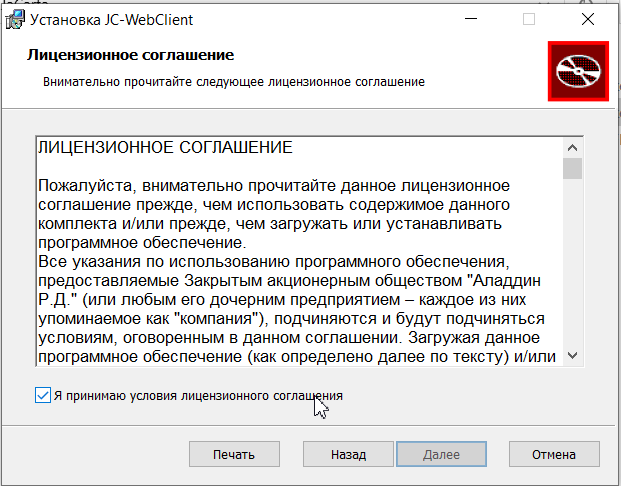 Установка JC-WebClient
Лицензионное соглашение
Внимательно прочитайте следующее лицензионное соглашение
ЛИЦЕНЗИОННОЕ СОГЛАШЕНИЕ
Пожалуйста, внимательно прочитайте данное лицензионное
соглашение прежде, чем использовать содержимое данного
комплекта и/или прежде, чем загружать или устанавливать
программное обеспечение.
Все указания по использованию программного обеспечения,
предоставляемые Закрытым акционерным обществом "Аладдин
Р.Д." (или любым его дочерним предприятием – каждое из них
упоминаемое как "компания"), подчиняются и будут подчиняться
условиям, оговоренным в данном соглашении. Загружая данное
программное обеспечение (как определено далее по тексту) и/или
Я принимаю условия лицензионного соглашения
Печать
Назад
Далее
Отмена